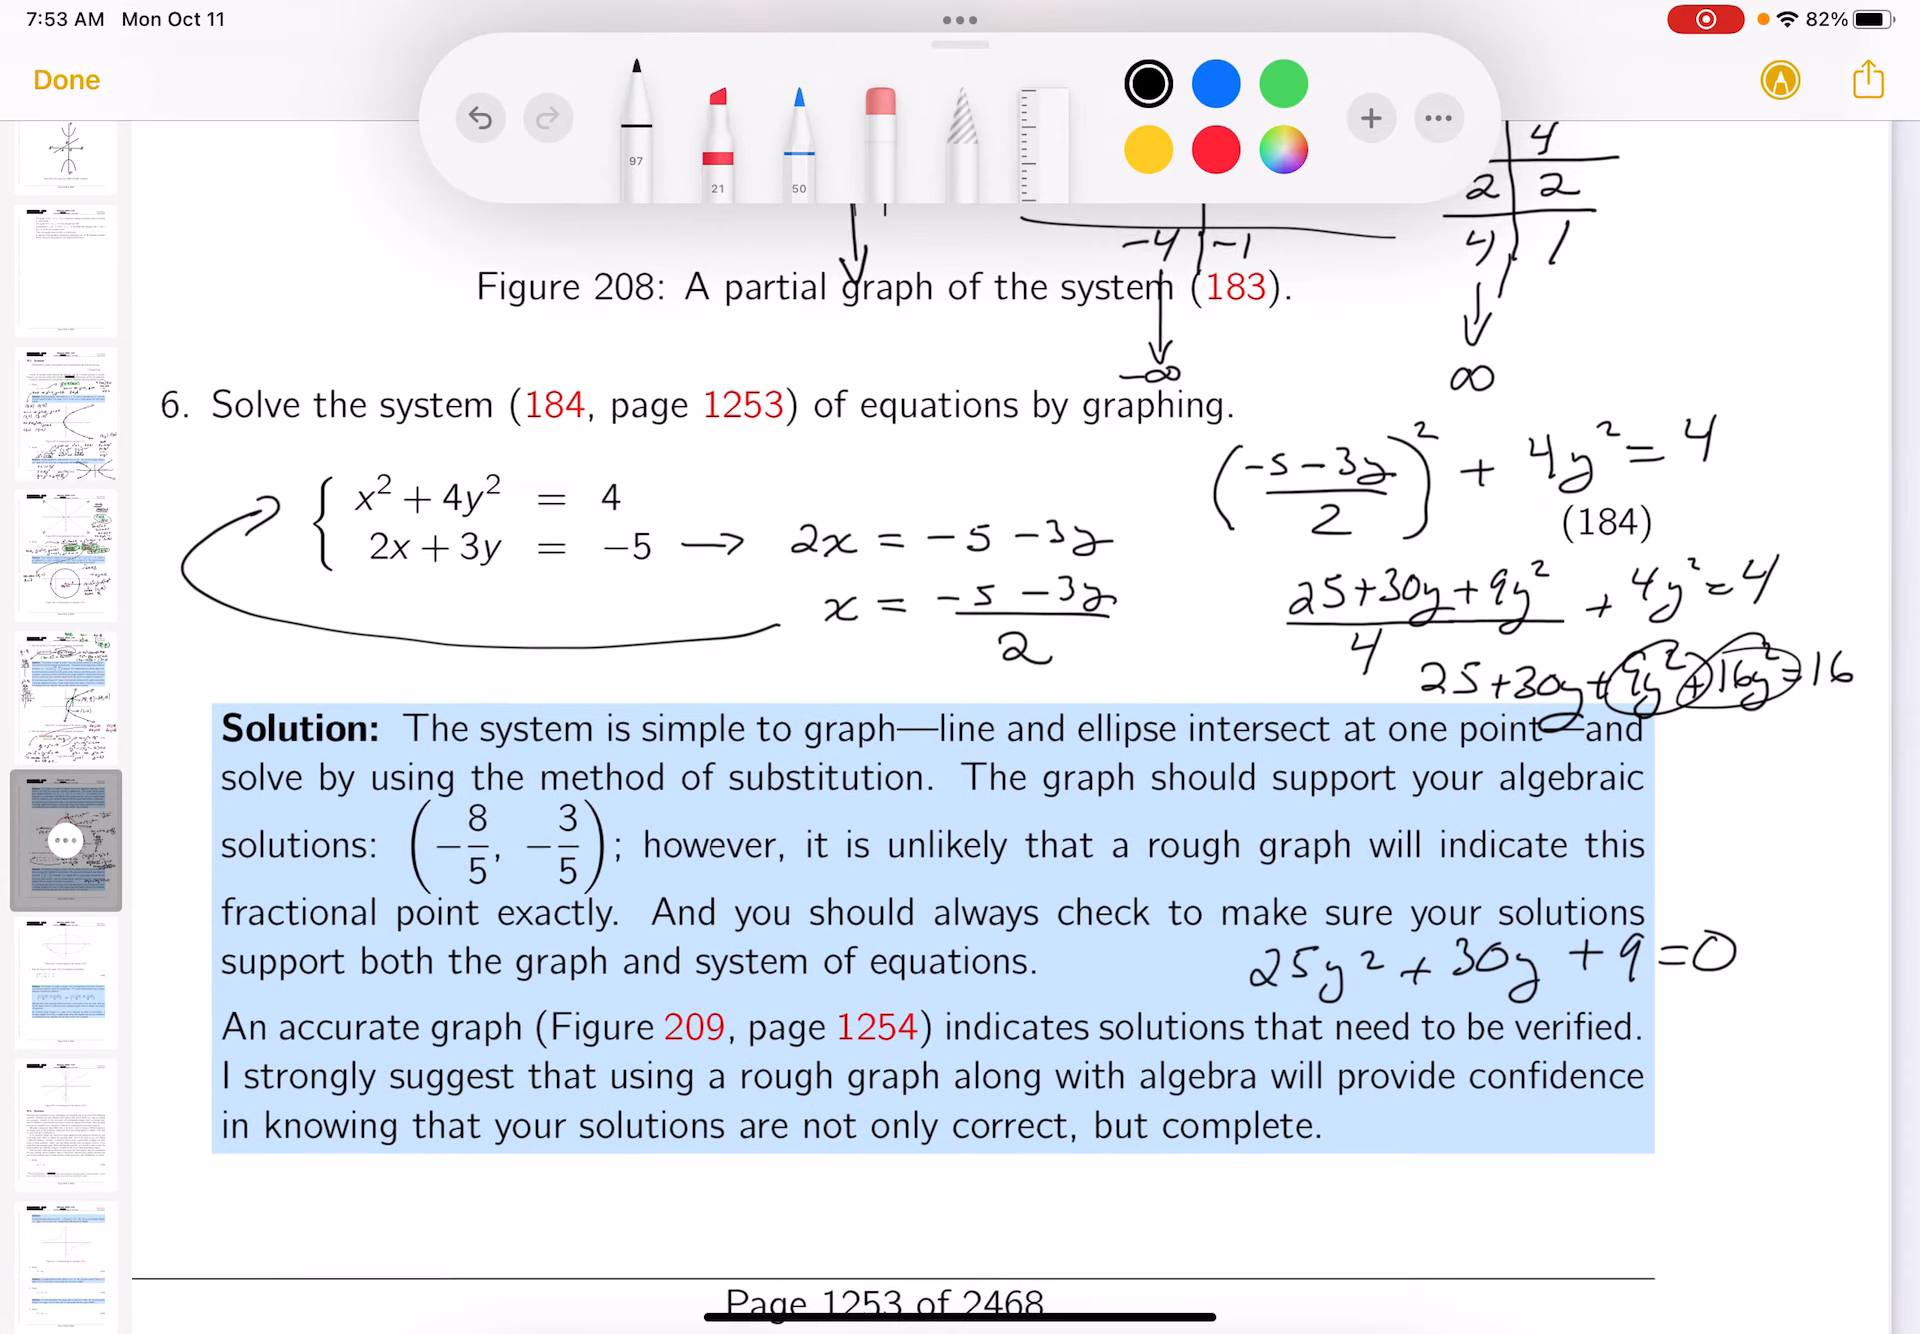 7:53 AM Mon Oct 11
82%
Done
97
21
50
4
2 2
4 1
∞
-4 -1
-∞
Figure 208: A partial graph of the system (183).
6. Solve the system (184, page 1253) of equations by graphing.
x² + 4y² = 4
2x + 3y = −5 → 2x = -5 -3y
x = (-5 -3y)/2
((-5 -3y)/2)² + 4y² = 4
(184)
(25+30y+9y²)/4 + 4y² = 4
25+30y+9y²+16y²=16
Solution: The system is simple to graph—line and ellipse intersect at one point—and
solve by using the method of substitution. The graph should support your algebraic
solutions: (−8/5, −3/5); however, it is unlikely that a rough graph will indicate this
fractional point exactly. And you should always check to make sure your solutions
support both the graph and system of equations.
25y² + 30y + 9 = 0
An accurate graph (Figure 209, page 1254) indicates solutions that need to be verified.
I strongly suggest that using a rough graph along with algebra will provide confidence
in knowing that your solutions are not only correct, but complete.
Page 1253 of 2468